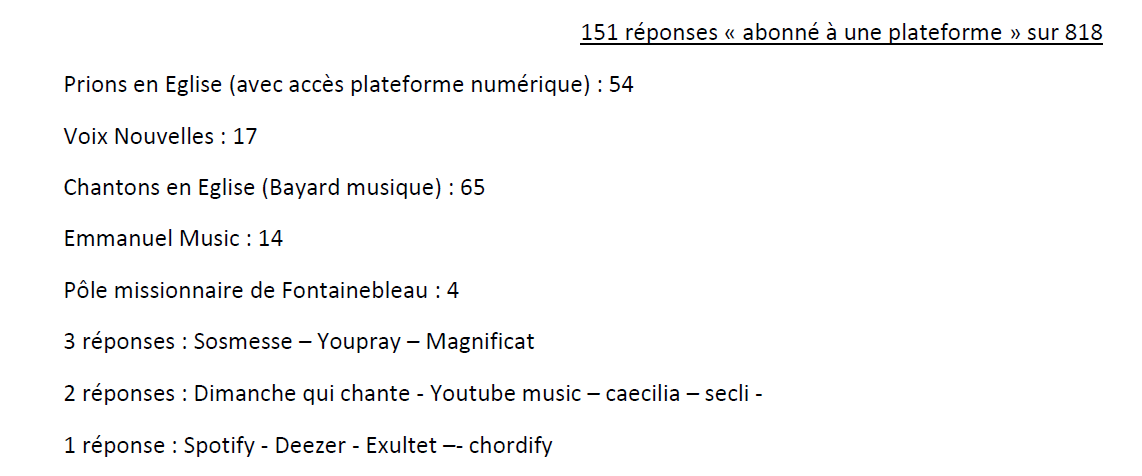 151 réponses « abonné à une plateforme » sur 818
Prions en Eglise (avec accès plateforme numérique) : 54
Voix Nouvelles : 17
Chantons en Eglise (Bayard musique) : 65
Emmanuel Music : 14
Pôle missionnaire de Fontainebleau : 4
3 réponses : Sosmesse – Youpray – Magnificat
2 réponses : Dimanche qui chante - Youtube music – caecilia – secli -
1 réponse : Spotify - Deezer - Exultet –- chordify